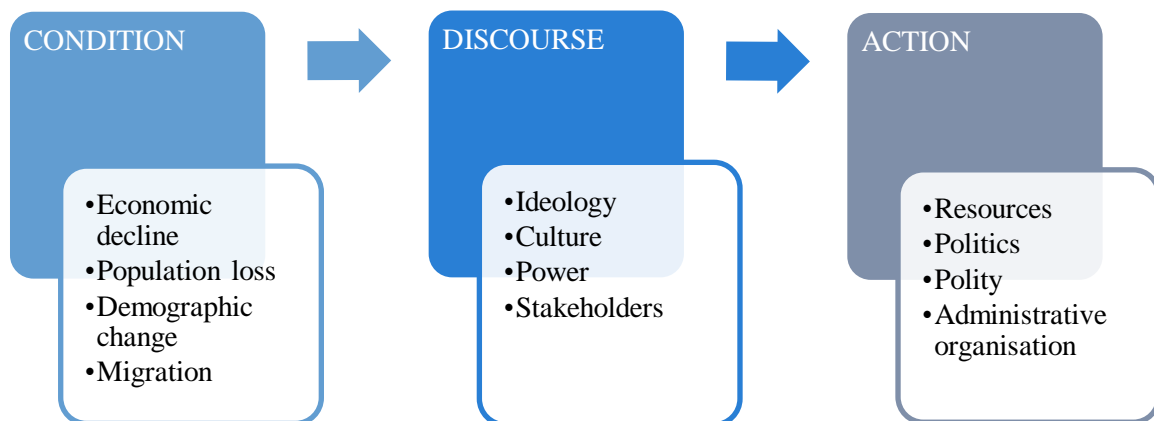 CONDITION
•Economic
decline
•Population loss
•Demographic
change
•Migration
DISCOURSE
•Ideology
•Culture
•Power
•Stakeholders
ACTION
•Resources
•Politics
•Polity
•Administrative
organisation